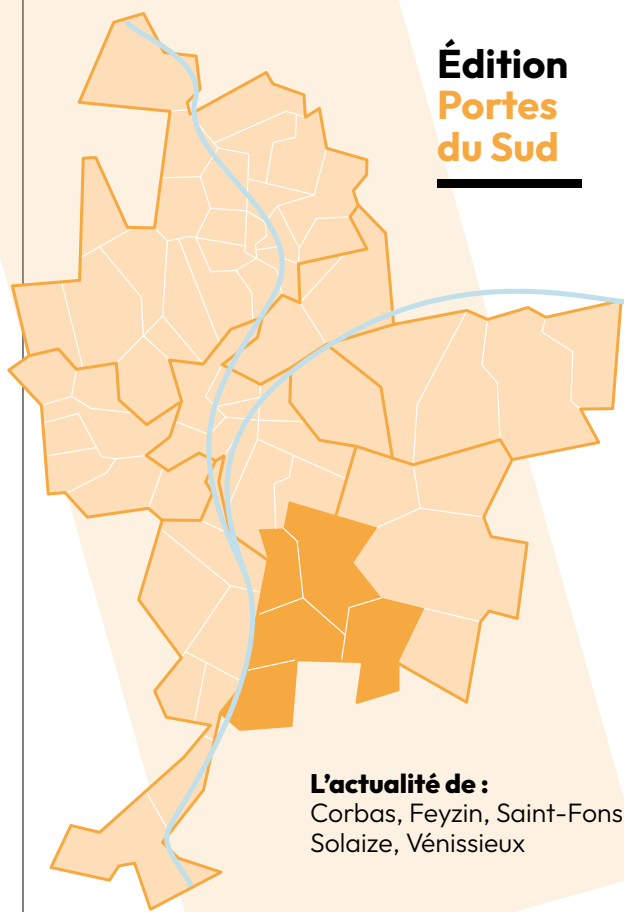 Édition
Portes
du Sud
L'actualité de :
Corbas, Feyzin, Saint-Fons
Solaize, Vénissieux